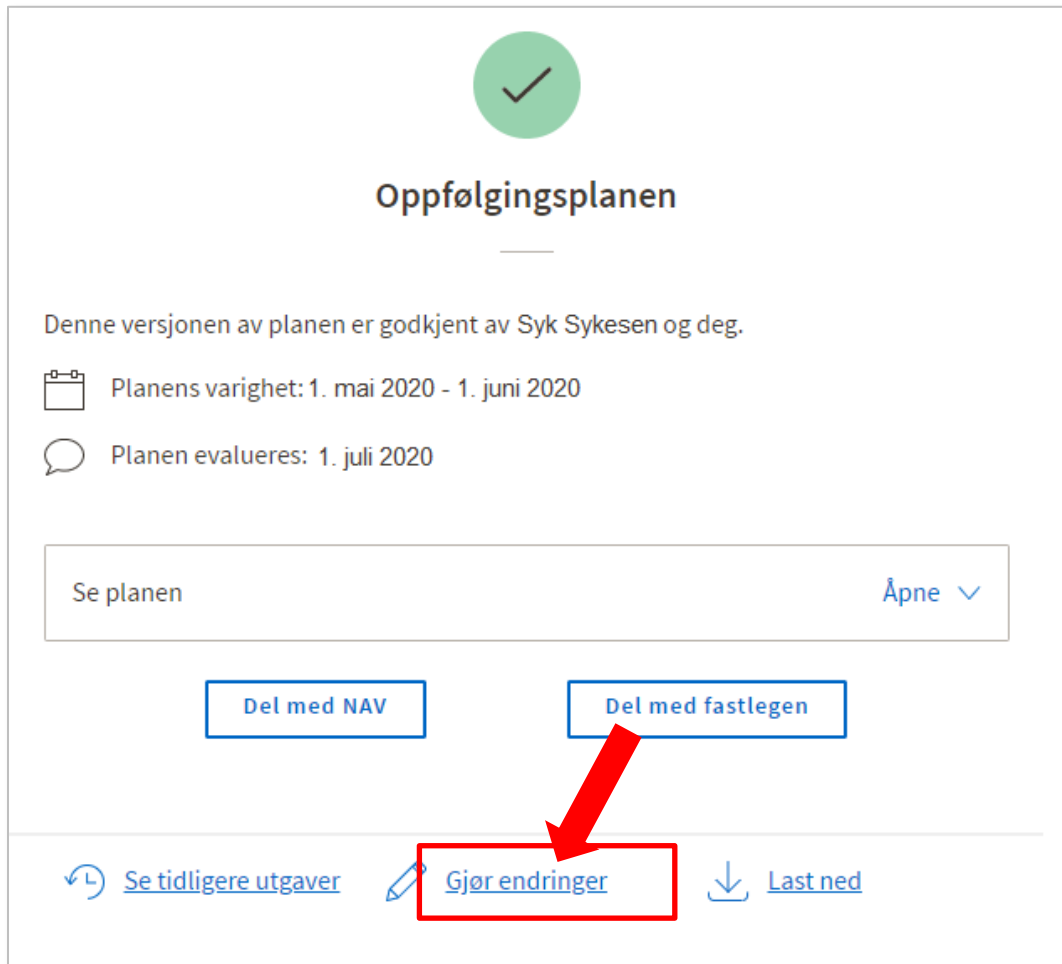 Oppfølgingsplanen
Denne versjonen av planen er godkjent av Syk Sykesen og deg.
Planens varighet: 1. mai 2020 - 1. juni 2020
Planen evalueres: 1. juli 2020
Se planen Åpne
Del med NAV Del med fastlegen
Se tidligere utgaver Gjør endringer Last ned